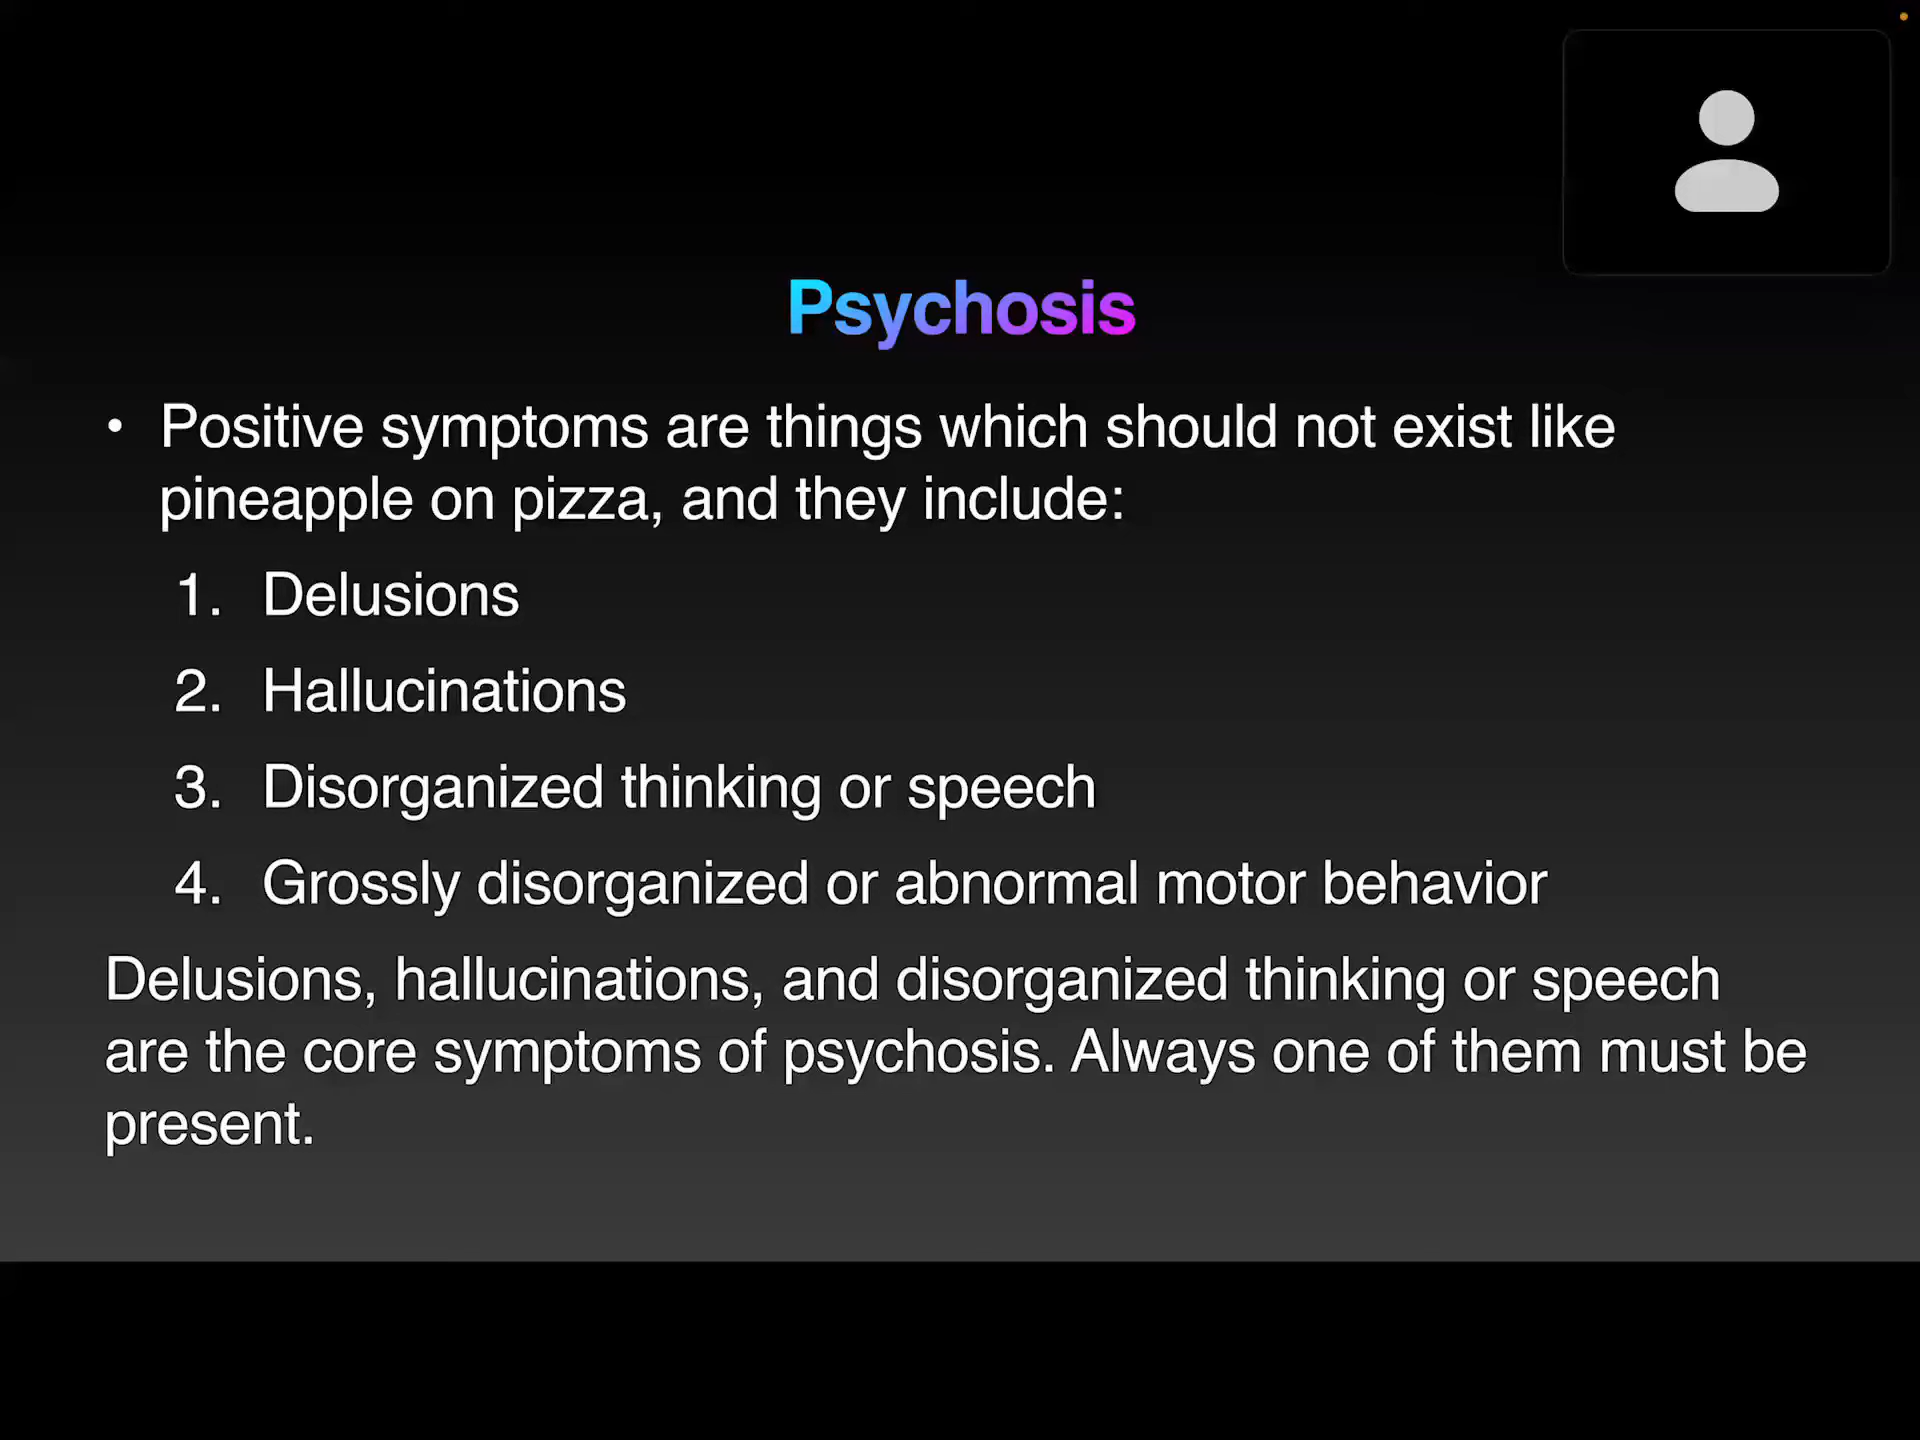 Psychosis
• Positive symptoms are things which should not exist like
pineapple on pizza, and they include:
1. Delusions
2. Hallucinations
3. Disorganized thinking or speech
4. Grossly disorganized or abnormal motor behavior
Delusions, hallucinations, and disorganized thinking or speech
are the core symptoms of psychosis. Always one of them must be
present.